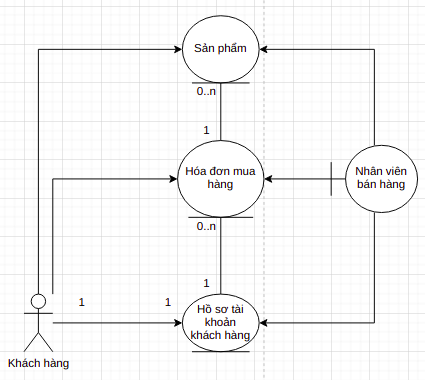 Sản phẩm
0..n
1
Hóa đơn mua
hàng
Nhân viên
bán hàng
0..n
1
1
1
Hồ sơ tài
khoản
khách hàng
Khách hàng